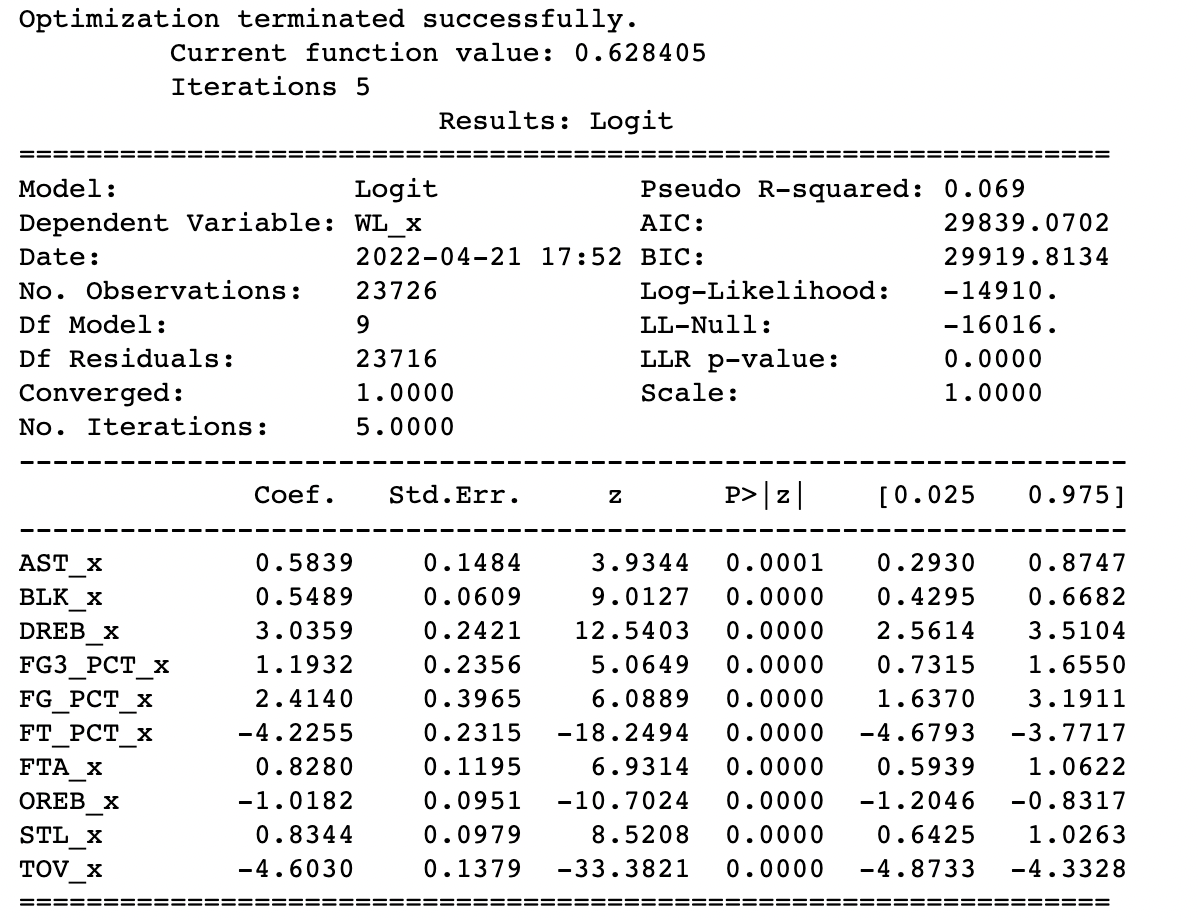 Optimization terminated successfully.
         Current function value: 0.628405
         Iterations 5
                         Results: Logit
=================================================================
Model:              Logit            Pseudo R-squared: 0.069
Dependent Variable: WL_x             AIC:              29839.0702
Date:               2022-04-21 17:52 BIC:              29919.8134
No. Observations:   23726            Log-Likelihood:   -14910.
Df Model:           9                LL-Null:          -16016.
Df Residuals:       23716            LLR p-value:      0.0000
Converged:          1.0000           Scale:            1.0000
No. Iterations:     5.0000
------------------------------------------------------------------
              Coef.   Std.Err.     z      P>|z|    [0.025   0.975]
------------------------------------------------------------------
AST_x         0.5839    0.1484    3.9344  0.0001   0.2930   0.8747
BLK_x         0.5489    0.0609    9.0127  0.0000   0.4295   0.6682
DREB_x        3.0359    0.2421   12.5403  0.0000   2.5614   3.5104
FG3_PCT_x     1.1932    0.2356    5.0649  0.0000   0.7315   1.6550
FG_PCT_x      2.4140    0.3965    6.0889  0.0000   1.6370   3.1911
FT_PCT_x     -4.2255    0.2315  -18.2494  0.0000  -4.6793  -3.7717
FTA_x         0.8280    0.1195    6.9314  0.0000   0.5939   1.0622
OREB_x       -1.0182    0.0951  -10.7024  0.0000  -1.2046  -0.8317
STL_x         0.8344    0.0979    8.5208  0.0000   0.6425   1.0263
TOV_x        -4.6030    0.1379  -33.3821  0.0000  -4.8733  -4.3328
=================================================================